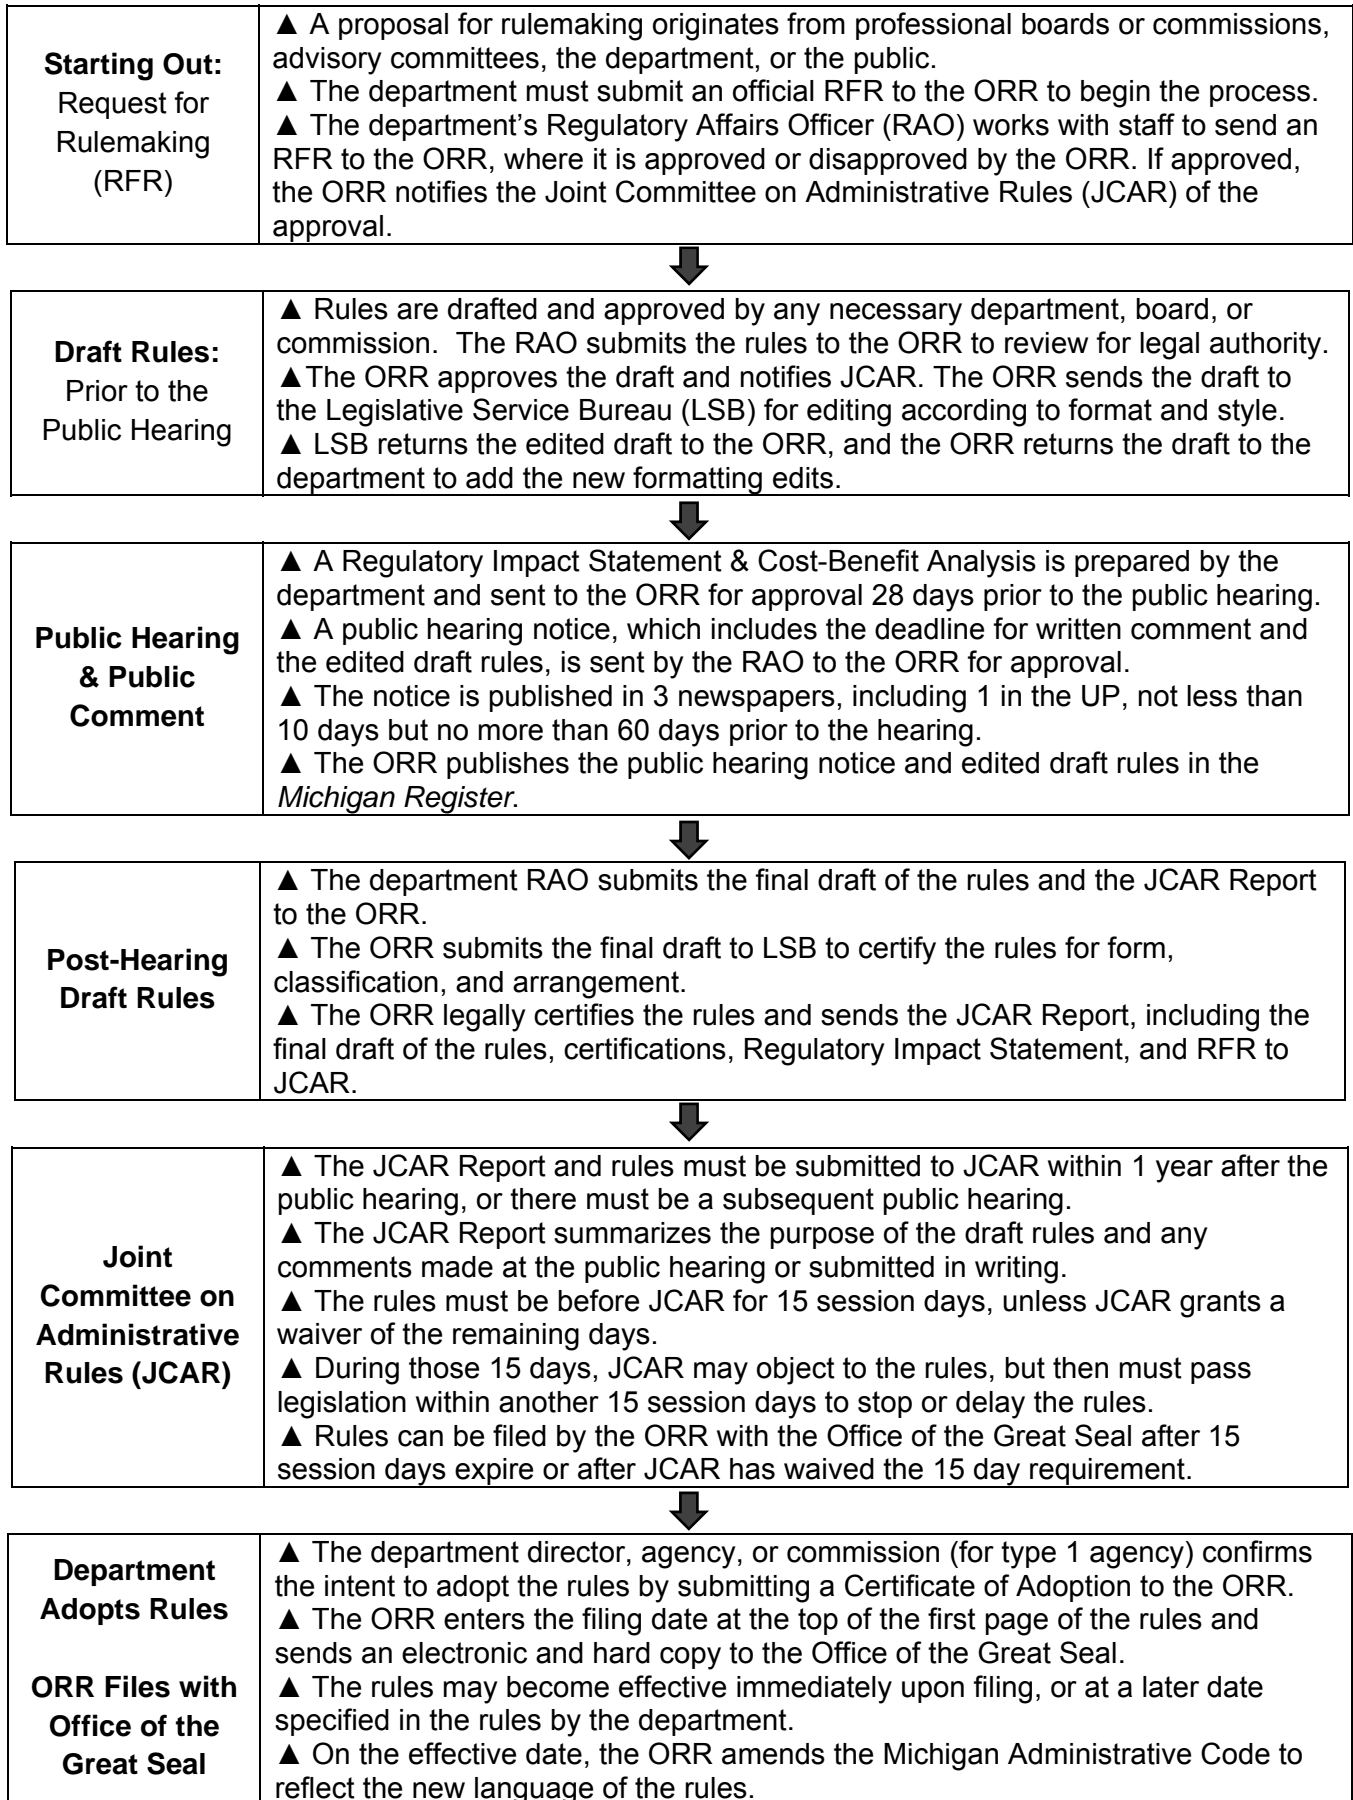 Starting Out:
Request for
Rulemaking
(RFR)
▲ A proposal for rulemaking originates from professional boards or commissions,
advisory committees, the department, or the public.
▲ The department must submit an official RFR to the ORR to begin the process.
▲ The department’s Regulatory Affairs Officer (RAO) works with staff to send an
RFR to the ORR, where it is approved or disapproved by the ORR. If approved,
the ORR notifies the Joint Committee on Administrative Rules (JCAR) of the
approval.
Draft Rules:
Prior to the
Public Hearing
▲ Rules are drafted and approved by any necessary department, board, or
commission.  The RAO submits the rules to the ORR to review for legal authority.
▲The ORR approves the draft and notifies JCAR. The ORR sends the draft to
the Legislative Service Bureau (LSB) for editing according to format and style.
▲ LSB returns the edited draft to the ORR, and the ORR returns the draft to the
department to add the new formatting edits.
Public Hearing
& Public
Comment
▲ A Regulatory Impact Statement & Cost-Benefit Analysis is prepared by the
department and sent to the ORR for approval 28 days prior to the public hearing.
▲ A public hearing notice, which includes the deadline for written comment and
the edited draft rules, is sent by the RAO to the ORR for approval.
▲ The notice is published in 3 newspapers, including 1 in the UP, not less than
10 days but no more than 60 days prior to the hearing.
▲ The ORR publishes the public hearing notice and edited draft rules in the
Michigan Register.
Post-Hearing
Draft Rules
▲ The department RAO submits the final draft of the rules and the JCAR Report
to the ORR.
▲ The ORR submits the final draft to LSB to certify the rules for form,
classification, and arrangement.
▲ The ORR legally certifies the rules and sends the JCAR Report, including the
final draft of the rules, certifications, Regulatory Impact Statement, and RFR to
JCAR.
Joint
Committee on
Administrative
Rules (JCAR)
▲ The JCAR Report and rules must be submitted to JCAR within 1 year after the
public hearing, or there must be a subsequent public hearing.
▲ The JCAR Report summarizes the purpose of the draft rules and any
comments made at the public hearing or submitted in writing.
▲ The rules must be before JCAR for 15 session days, unless JCAR grants a
waiver of the remaining days.
▲ During those 15 days, JCAR may object to the rules, but then must pass
legislation within another 15 session days to stop or delay the rules.
▲ Rules can be filed by the ORR with the Office of the Great Seal after 15
session days expire or after JCAR has waived the 15 day requirement.
Department
Adopts Rules
ORR Files with
Office of the
Great Seal
▲ The department director, agency, or commission (for type 1 agency) confirms
the intent to adopt the rules by submitting a Certificate of Adoption to the ORR.
▲ The ORR enters the filing date at the top of the first page of the rules and
sends an electronic and hard copy to the Office of the Great Seal.
▲ The rules may become effective immediately upon filing, or at a later date
specified in the rules by the department.
▲ On the effective date, the ORR amends the Michigan Administrative Code to
reflect the new language of the rules.